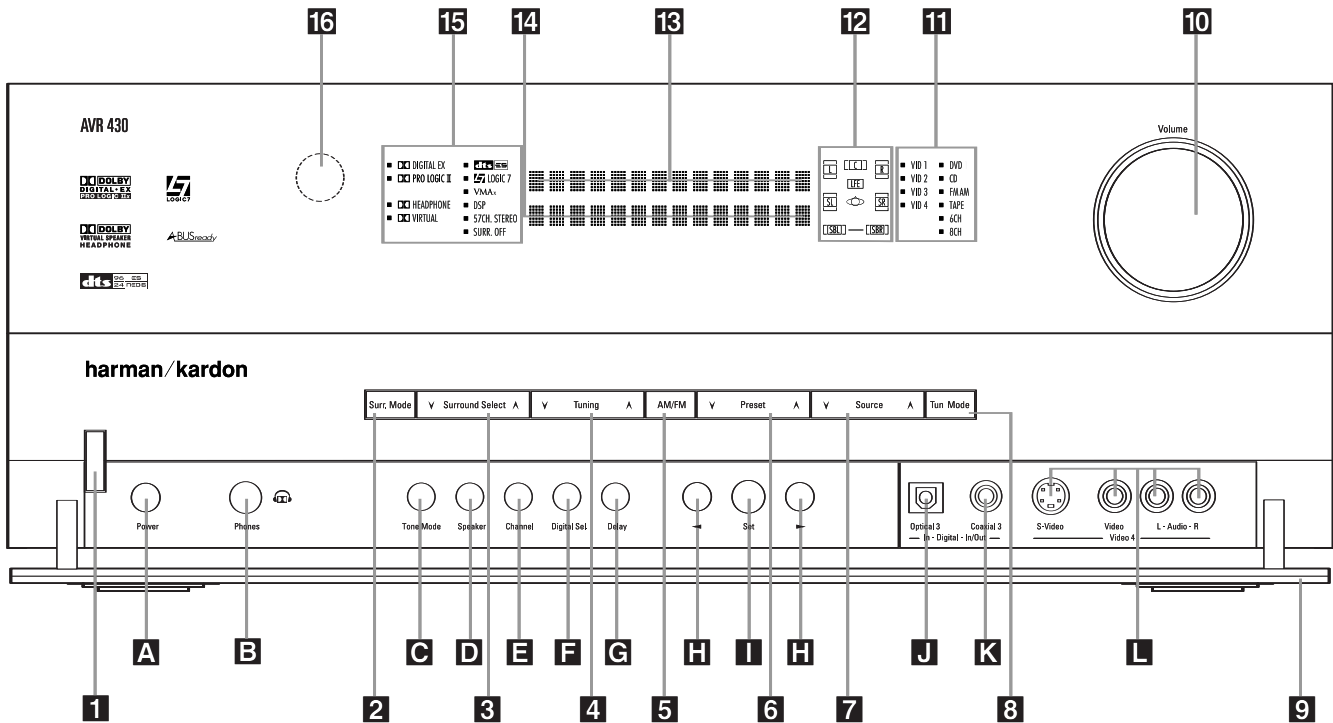 16 15 14 13 12 11 10
AVR 430
Volume
DIGITAL EX
PRO LOGIC II
HEADPHONE
VIRTUAL
dts ES
LOGIC 7
VMAx
DSP
57CH. STEREO
SURR. OFF
L C R
LFE
SL SR
SBL SBR
VID 1
VID 2
VID 3
VID 4
DVD
CD
FM.AM
TAPE
6CH
8CH
DOLBY
DIGITAL•EX
PRO LOGIC IIx
LOGIC7
DOLBY
VIRTUAL SPEAKER
HEADPHONE
A-BUS ready
dts 96 ES
24 NEO:6
harman/kardon
Surr. Mode Surround Select Tuning AM/FM Preset Source Tun Mode
Power Phones Tone Mode Speaker Channel Digital Sel. Delay Set
Optical 3 Coaxial 3
In - Digital - In/Out
S-Video Video L - Audio - R
Video 4
A B C D E F G H I H J K L
1 2 3 4 5 6 7 8 9